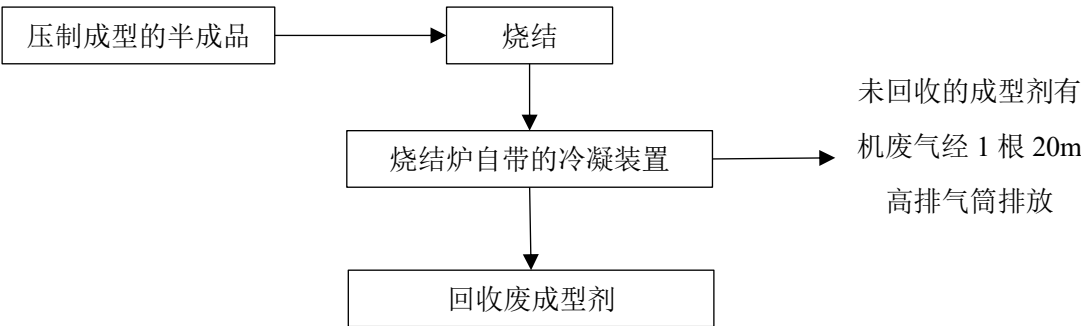 压制成型的半成品
烧结
未回收的成型剂有
机废气经 1 根 20m
高排气筒排放
烧结炉自带的冷凝装置
回收废成型剂